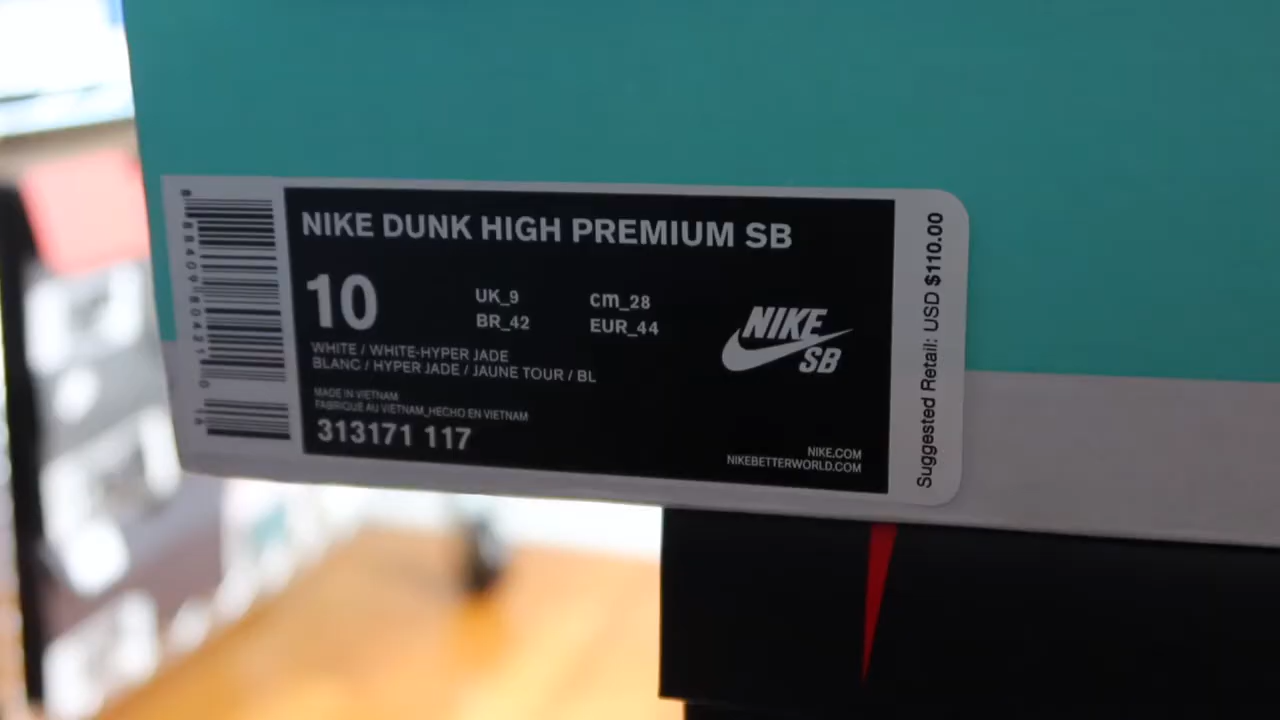 NIKE DUNK HIGH PREMIUM SB
10
UK_9
cm_28
BR_42
EUR_44
WHITE / WHITE-HYPER JADE
BLANC / HYPER JADE / JAUNE TOUR / BL
MADE IN VIETNAM
FABRIQUE AU VIETNAM_HECHO EN VIETNAM
313171 117
NIKE
SB
NIKE.COM
NIKEBETTERWORLD.COM
Suggested Retail: USD $110.00